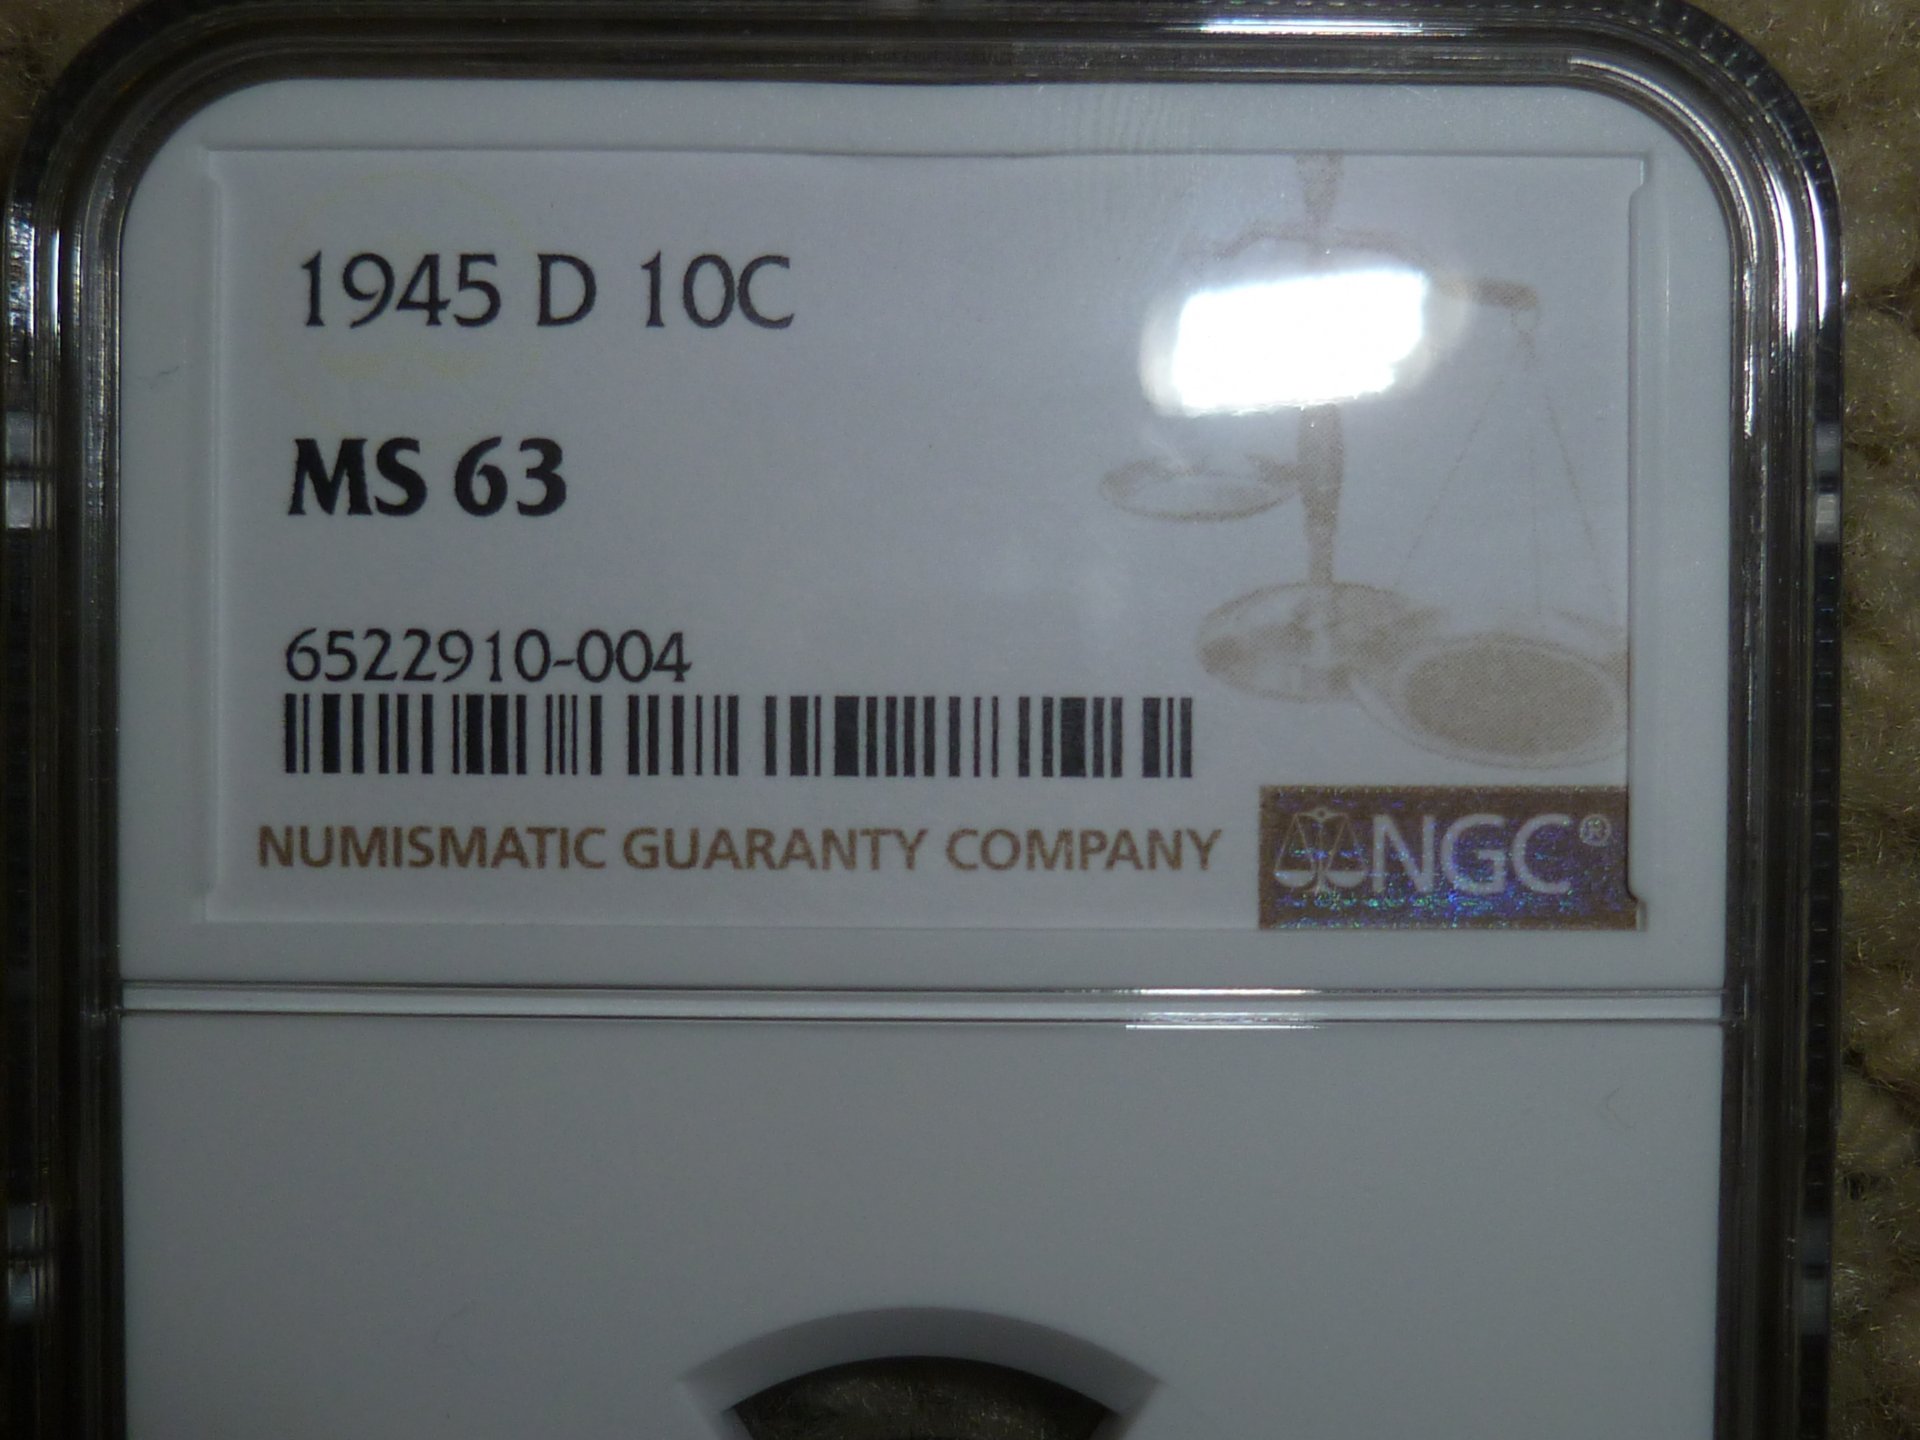 1945 D 10C
MS 63
6522910-004
NUMISMATIC GUARANTY COMPANY
NGC®